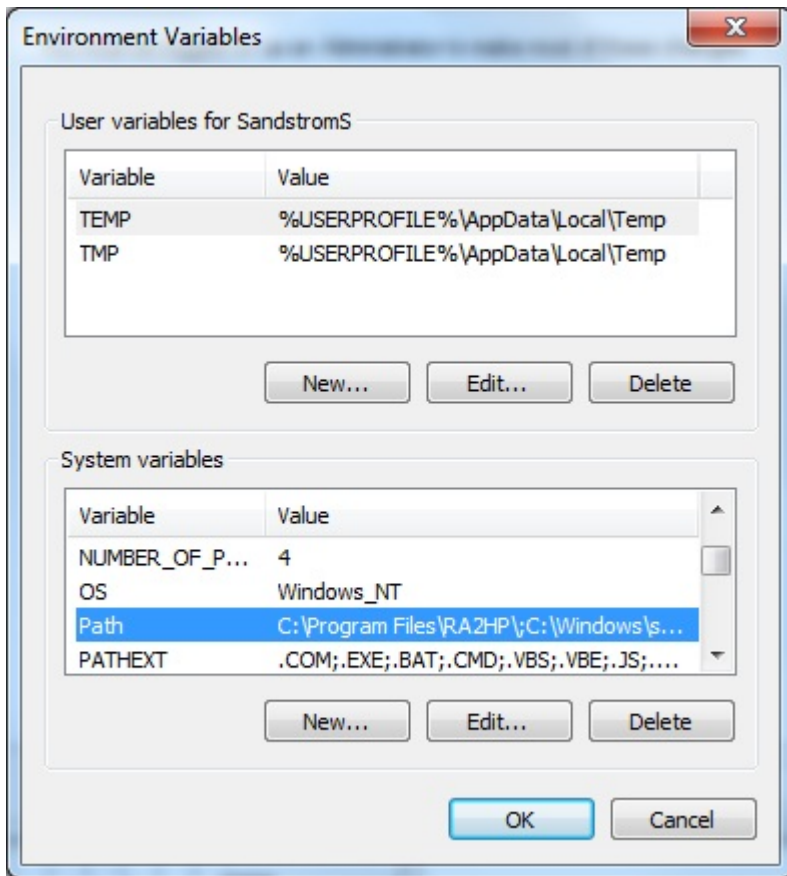 Environment Variables
User variables for SandstromS
Variable Value
TEMP %USERPROFILE%\AppData\Local\Temp
TMP %USERPROFILE%\AppData\Local\Temp
New... Edit... Delete
System variables
Variable Value
NUMBER_OF_P... 4
OS Windows_NT
Path C:\Program Files\RA2HP\;C:\Windows\s...
PATHEXT .COM;.EXE;.BAT;.CMD;.VBS;.VBE;.JS;....
New... Edit... Delete
OK Cancel